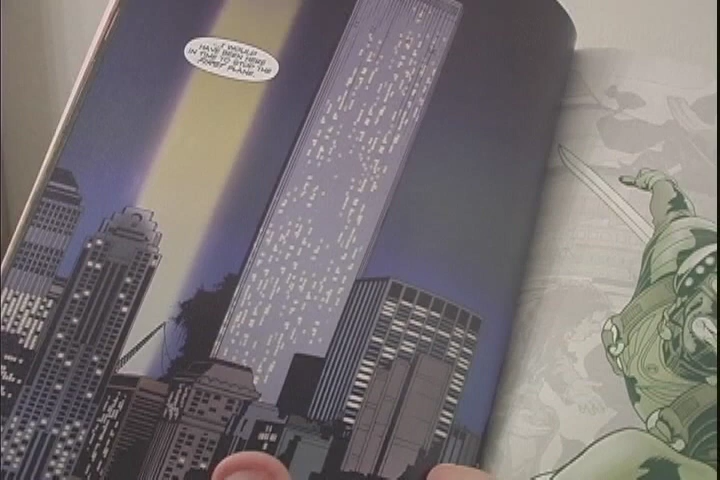 I WOULD
HAVE BEEN HERE
IN TIME TO STOP THE
FIRST PLANE.